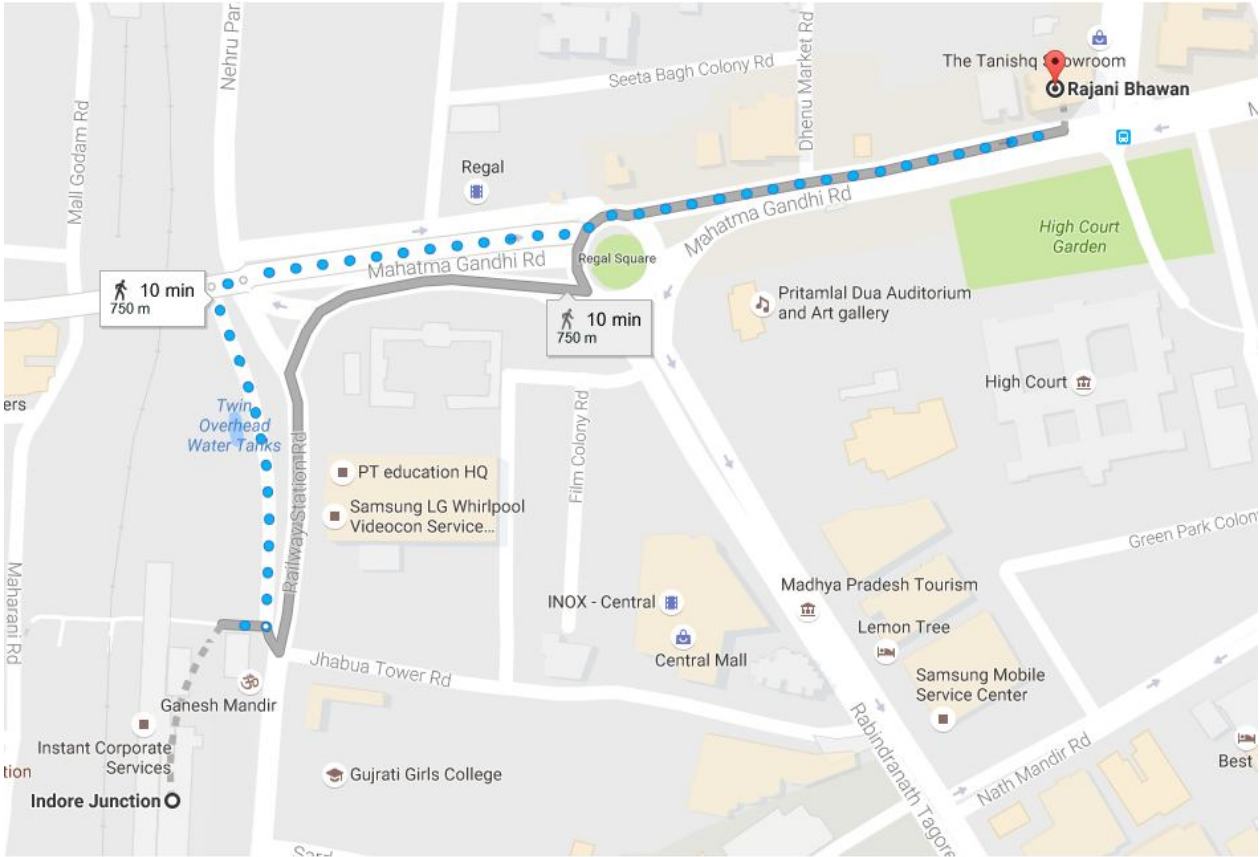 Nehru Par
Mall Godam Rd
Seeta Bagh Colony Rd
Dhenu Market Rd
The Tanishq Showroom
Rajani Bhawan
Regal
Mahatma Gandhi Rd
Mahatma Gandhi Rd
Regal Square
High Court
Garden
10 min
750 m
10 min
750 m
Pritamlal Dua Auditorium
and Art gallery
High Court
ers
Twin
Overhead
Water Tanks
Railway Station Rd
Film Colony Rd
PT education HQ
Samsung LG Whirlpool
Videocon Service...
Green Park Colon
Maharani Rd
INOX - Central
Central Mall
Madhya Pradesh Tourism
Lemon Tree
Samsung Mobile
Service Center
Jhabua Tower Rd
Ganesh Mandir
Instant Corporate
Services
tion
Indore Junction
Gujrati Girls College
Rabindranath Tagore
Nath Mandir Rd
Best